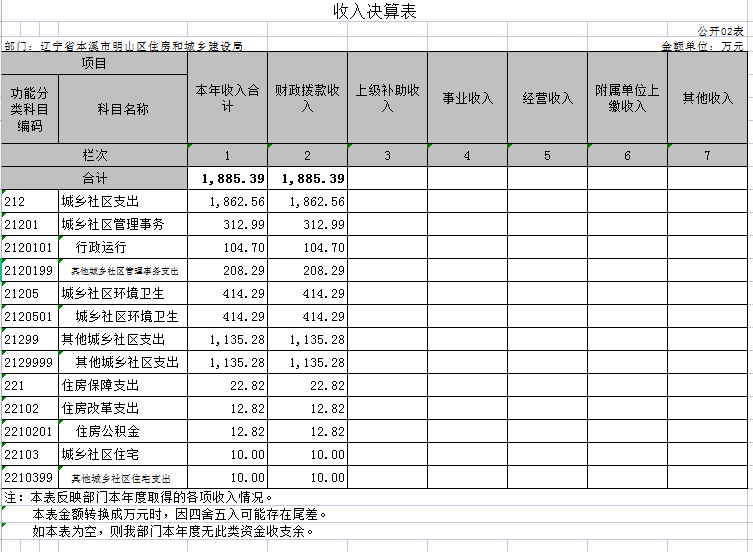 收入决算表
公开02表
部门：辽宁省本溪市明山区住房和城乡建设局 金额单位：万元
项目 本年收入合计 财政拨款收入 上级补助收入 事业收入 经营收入 附属单位上缴收入 其他收入
功能分类科目编码 科目名称
栏次 1 2 3 4 5 6 7
合计 1,885.39 1,885.39
212 城乡社区支出 1,862.56 1,862.56
21201 城乡社区管理事务 312.99 312.99
2120101 行政运行 104.70 104.70
2120199 其他城乡社区管理事务支出 208.29 208.29
21205 城乡社区环境卫生 414.29 414.29
2120501 城乡社区环境卫生 414.29 414.29
21299 其他城乡社区支出 1,135.28 1,135.28
2129999 其他城乡社区支出 1,135.28 1,135.28
221 住房保障支出 22.82 22.82
22102 住房改革支出 12.82 12.82
2210201 住房公积金 12.82 12.82
22103 城乡社区住宅 10.00 10.00
2210399 其他城乡社区住宅支出 10.00 10.00
注：本表反映部门本年度取得的各项收入情况。
本表金额转换成万元时，因四舍五入可能存在尾差。
如本表为空，则我部门本年度无此类资金收支余。